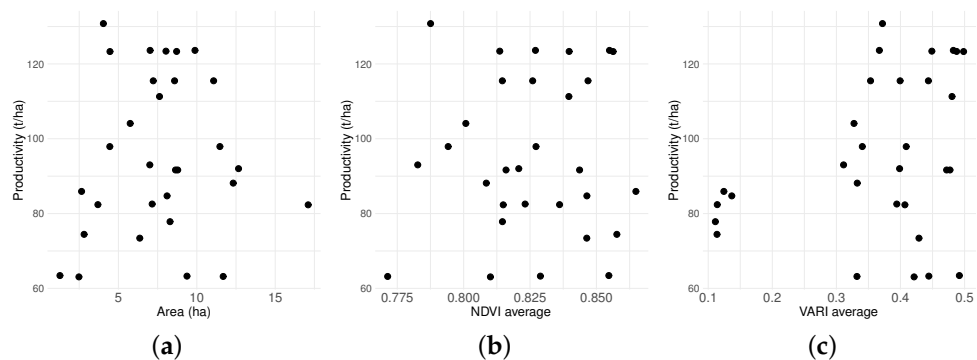 Productivity (t/ha)
120
100
80
60
5 10 15
Area (ha)
(a)
Productivity (t/ha)
120
100
80
60
0.775 0.800 0.825 0.850
NDVI average
(b)
Productivity (t/ha)
120
100
80
60
0.1 0.2 0.3 0.4 0.5
VARI average
(c)